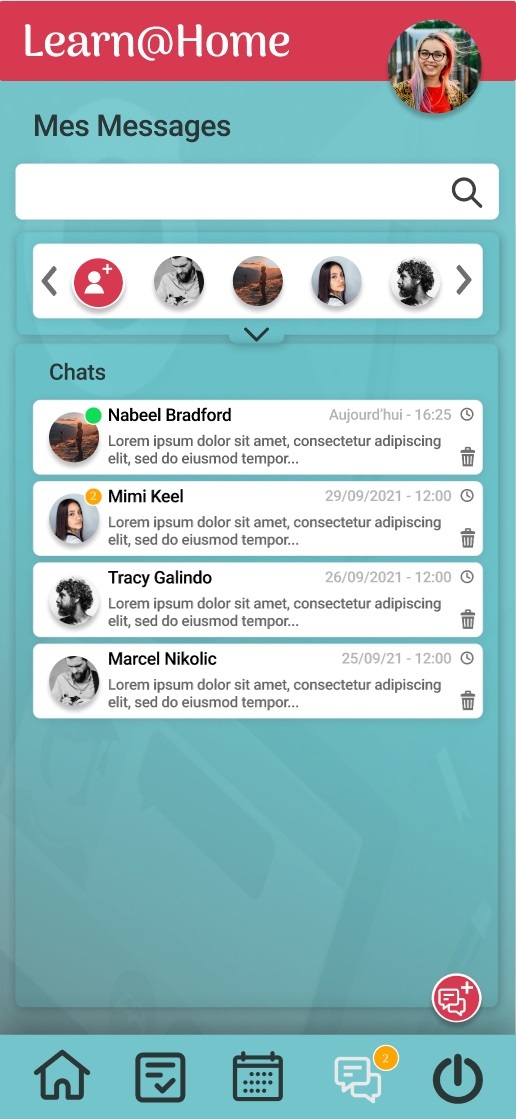 Learn@Home
Mes Messages
Chats
Nabeel Bradford Aujourd'hui - 16:25
Lorem ipsum dolor sit amet, consectetur adipiscing
elit, sed do eiusmod tempor...
2
Mimi Keel 29/09/2021 - 12:00
Lorem ipsum dolor sit amet, consectetur adipiscing
elit, sed do eiusmod tempor...
Tracy Galindo 26/09/2021 - 12:00
Lorem ipsum dolor sit amet, consectetur adipiscing
elit, sed do eiusmod tempor...
Marcel Nikolic 25/09/21 - 12:00
Lorem ipsum dolor sit amet, consectetur adipiscing
elit, sed do eiusmod tempor...
2